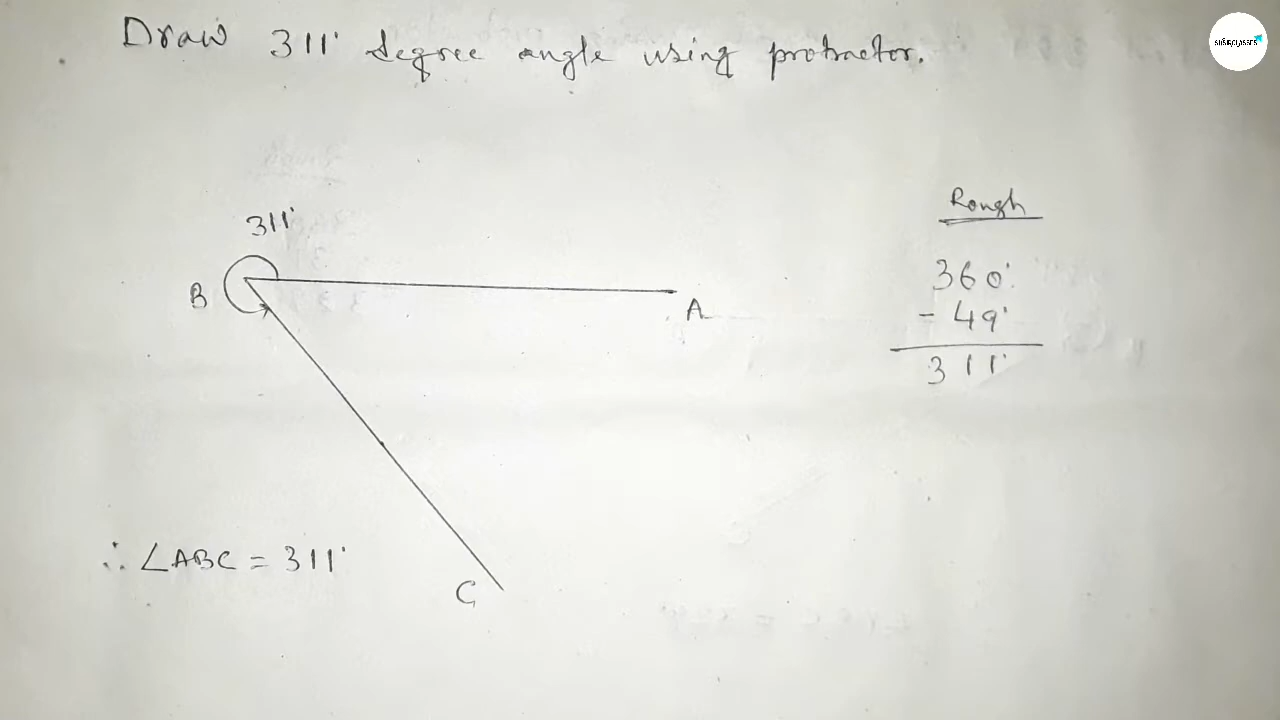 Draw 311° degree angle using protractor.
311°
B
A
Rough
360°
- 49°
311°
∴ ∠ABC = 311°
C